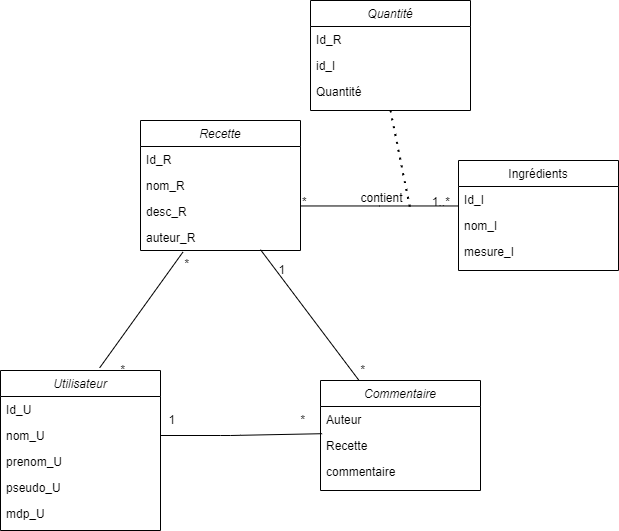 Quantité
Id_R
id_I
Quantité
Recette
Id_R
nom_R
desc_R
auteur_R
* contient 1..*
Ingrédients
Id_I
nom_I
mesure_I
*
1
*
*
Utilisateur
Id_U
nom_U
prenom_U
pseudo_U
mdp_U
1 *
Commentaire
Auteur
Recette
commentaire